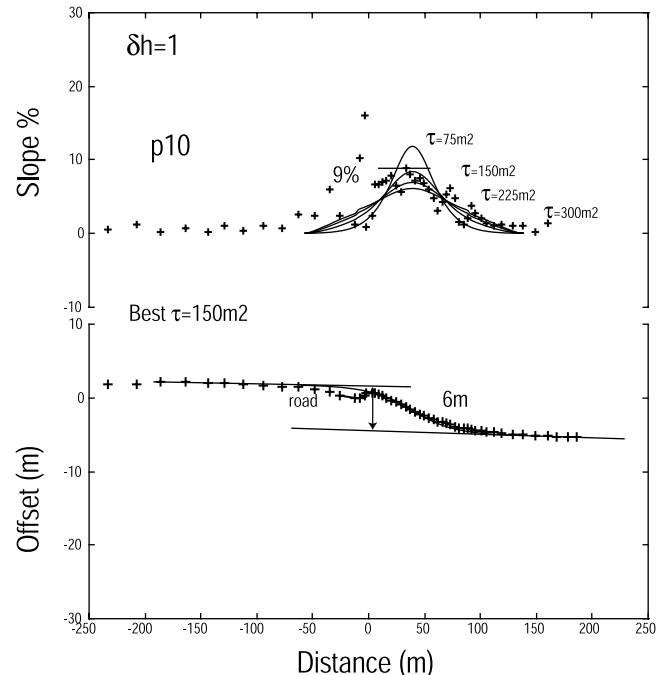 30
δh=1
20
p10
τ=75m2
Slope %
10
9%
τ=150m2
τ=225m2
τ=300m2
0
-10
Best τ=150m2
10
0
road
6m
Offset (m)
-10
-20
-30
-250 -200 -150 -100 -50 0 50 100 150 200 250
Distance (m)